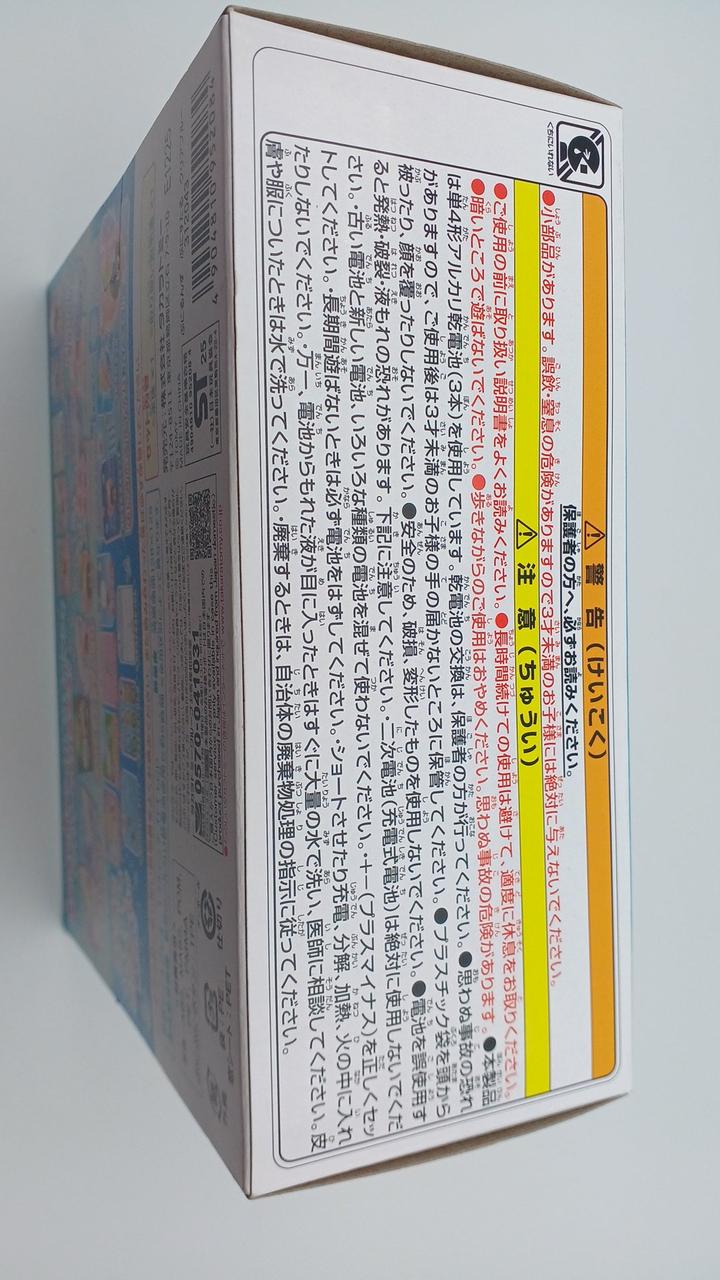 くちにいれない
警告(けいこく)
保護者の方へ、必ずお読みください。
●小部品があります。誤飲・窒息の危険がありますので3才未満のお子様には絶対に与えないでください。
注意(ちゅうい)
●ご使用の前に取り扱い説明書をよくお読みください。●長時間続けての使用は避けて、適度に休息をお取りください。
●暗いところで遊ばないでください。●歩きながらのご使用はおやめください。思わぬ事故の危険があります。●本製品
は単4形アルカリ乾電池(3本)を使用しています。乾電池の交換は、保護者の方が行ってください。●思わぬ事故の恐れ
がありますので、ご使用後は3才未満のお子様の手の届かないところに保管してください。●プラスチック袋を頭から
被ったり、顔を覆ったりしないでください。●安全のため、破損、変形したものを使用しないでください。●電池を誤使用す
ると発熱・破裂・液もれの恐れがあります。下記に注意してください。・二次電池(充電式電池)は絶対に使用しないでくだ
さい。・古い電池と新しい電池、いろいろな種類の電池を混ぜて使わないでください。・+-(プラスマイナス)を正しくセッ
トしてください。・長期間遊ばないときは必ず電池をはずしてください。・ショートさせたり充電、分解、加熱、火の中に入れ
たりしないでください。・万一、電池からもれた液が目に入ったときはすぐに大量の水で洗い、医師に相談してください。皮
膚や服についたときは水で洗ってください。・廃棄するときは、自治体の廃棄物処理の指示に従ってください。
ST
25
0570-041031
312963